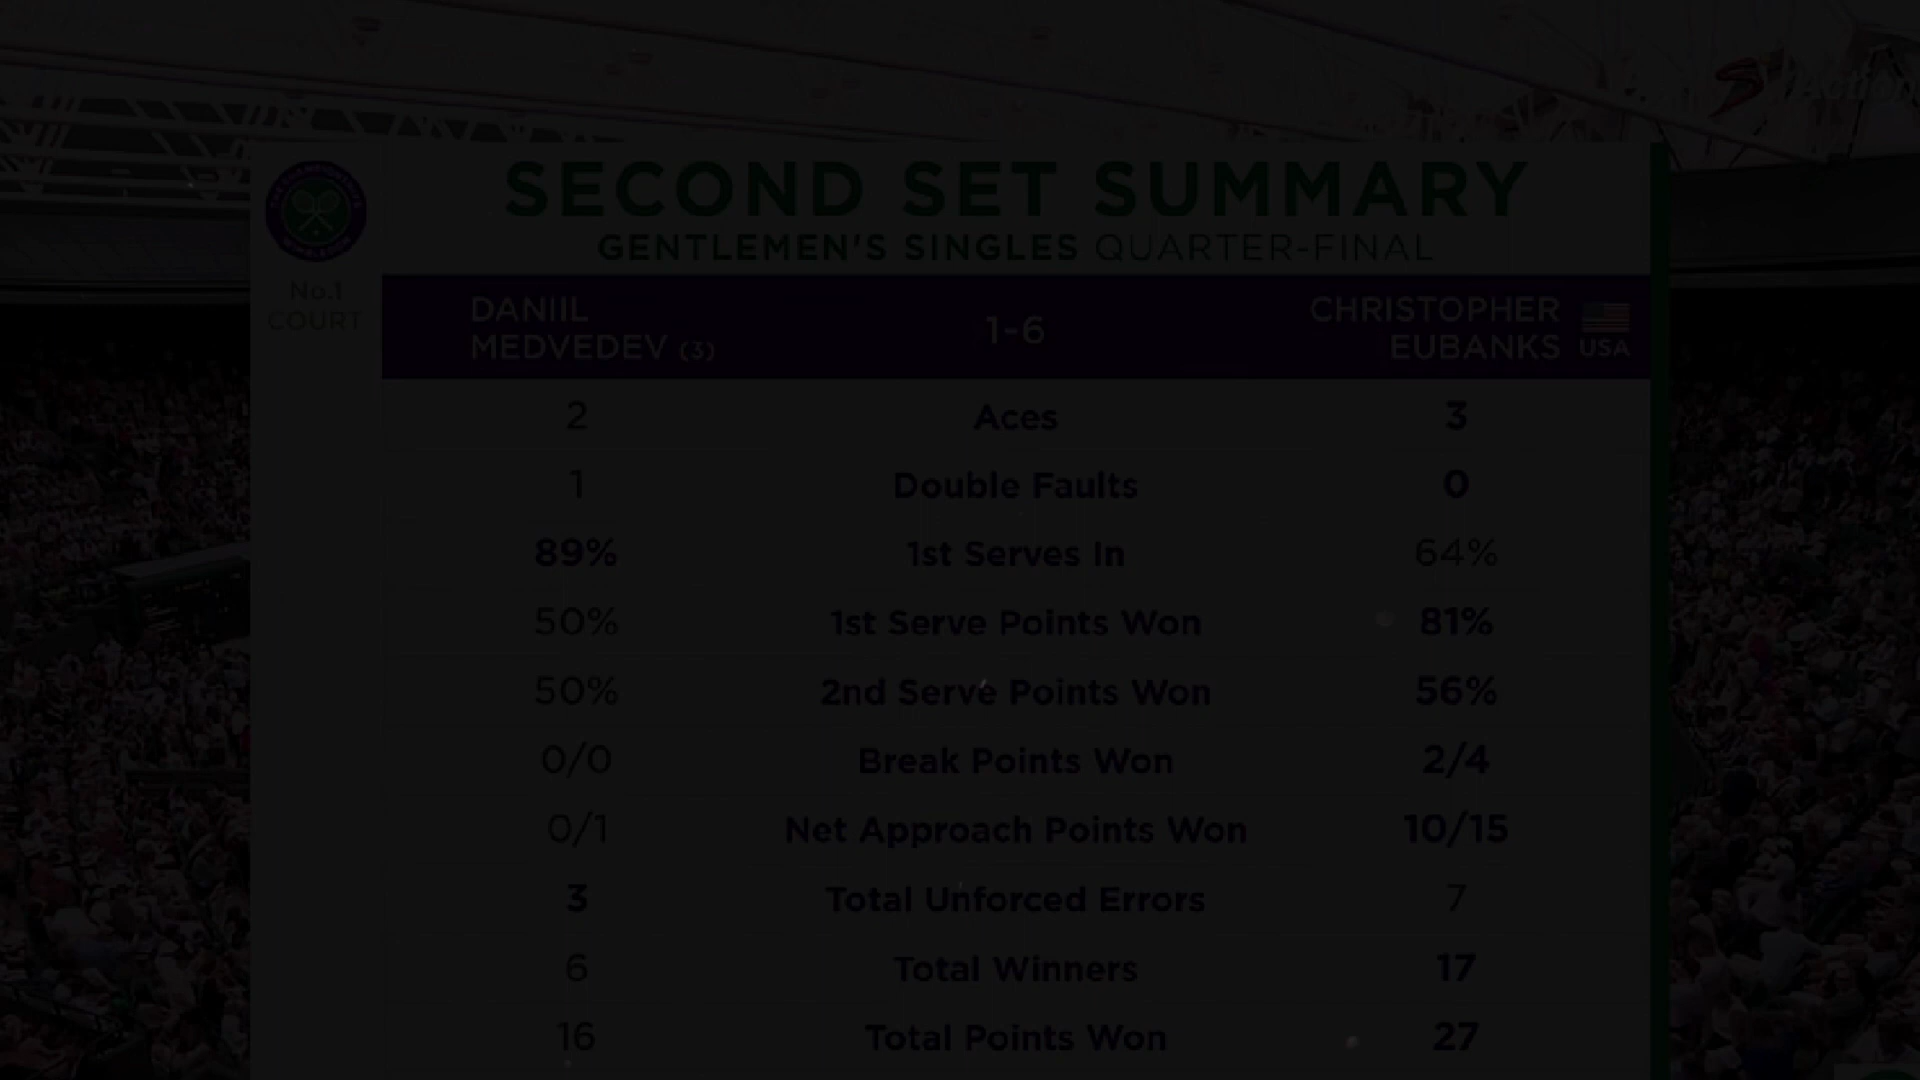 SECOND SET SUMMARY
GENTLEMEN'S SINGLES QUARTER-FINAL
No.1
COURT
DANIIL
MEDVEDEV (3)
1-6
CHRISTOPHER
EUBANKS USA
2 Aces 3
1 Double Faults 0
89% 1st Serves In 64%
50% 1st Serve Points Won 81%
50% 2nd Serve Points Won 56%
0/0 Break Points Won 2/4
0/1 Net Approach Points Won 10/15
3 Total Unforced Errors 7
6 Total Winners 17
16 Total Points Won 27